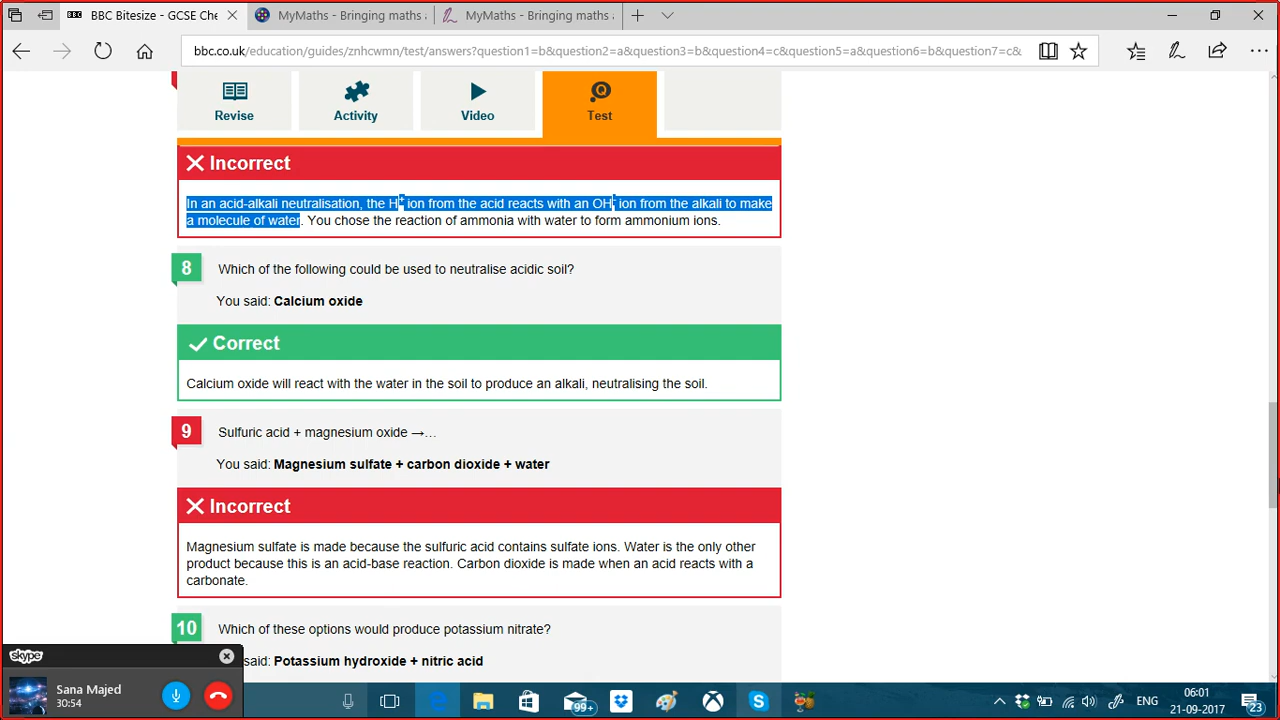 BBC BBC Bitesize - GCSE Che
MyMaths - Bringing maths a
MyMaths - Bringing maths a
bbc.co.uk/education/guides/znhcwmn/test/answers?question1=b&question2=a&question3=b&question4=c&question5=a&question6=b&question7=c&
Revise
Activity
Video
Test
Incorrect
In an acid-alkali neutralisation, the H+ ion from the acid reacts with an OH- ion from the alkali to make
a molecule of water. You chose the reaction of ammonia with water to form ammonium ions.
8 Which of the following could be used to neutralise acidic soil?
You said: Calcium oxide
Correct
Calcium oxide will react with the water in the soil to produce an alkali, neutralising the soil.
9 Sulfuric acid + magnesium oxide →…
You said: Magnesium sulfate + carbon dioxide + water
Incorrect
Magnesium sulfate is made because the sulfuric acid contains sulfate ions. Water is the only other
product because this is an acid-base reaction. Carbon dioxide is made when an acid reacts with a
carbonate.
10 Which of these options would produce potassium nitrate?
said: Potassium hydroxide + nitric acid
skype
Sana Majed
30:54
99+
ENG
06:01
21-09-2017
23